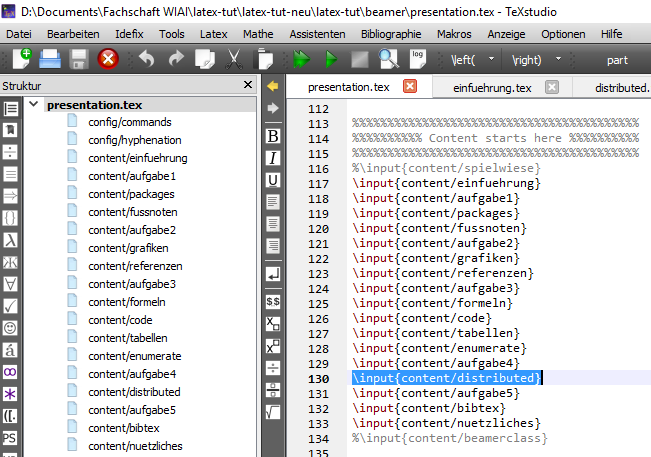 D:\Documents\Fachschaft WIAI\latex-tut\latex-tut-neu\latex-tut\beamer\presentation.tex - TeXstudio
Datei Bearbeiten Idefix Tools Latex Mathe Assistenten Bibliography Makros Anzeige Optionen Hilfe
log \left( \right) part
Struktur
presentation.tex
config/commands
config/hyphenation
content/einfuehrung
content/aufgabe1
content/packages
content/fussnoten
content/aufgabe2
content/grafiken
content/referenzen
content/aufgabe3
content/formeln
content/code
content/tabellen
content/enumerate
content/aufgabe4
content/distributed
content/aufgabe5
content/bibtex
content/nuetzliches
B
I
U
$$
presentation.tex einfuehrung.tex distributed.
112
113 %%%%%%%%%%%%%%%%%%%%%%%%%%%%%%%%%%%%%%%%%
114 %%%%%%%%%% Content starts here %%%%%%%%%%
115 %%%%%%%%%%%%%%%%%%%%%%%%%%%%%%%%%%%%%%%%%
116 %\input{content/spielwiese}
117 \input{content/einfuehrung}
118 \input{content/aufgabe1}
119 \input{content/packages}
120 \input{content/fussnoten}
121 \input{content/aufgabe2}
122 \input{content/grafiken}
123 \input{content/referenzen}
124 \input{content/aufgabe3}
125 \input{content/formeln}
126 \input{content/code}
127 \input{content/tabellen}
128 \input{content/enumerate}
129 \input{content/aufgabe4}
130 \input{content/distributed}
131 \input{content/aufgabe5}
132 \input{content/bibtex}
133 \input{content/nuetzliches}
134 %\input{content/beamerclass}
135